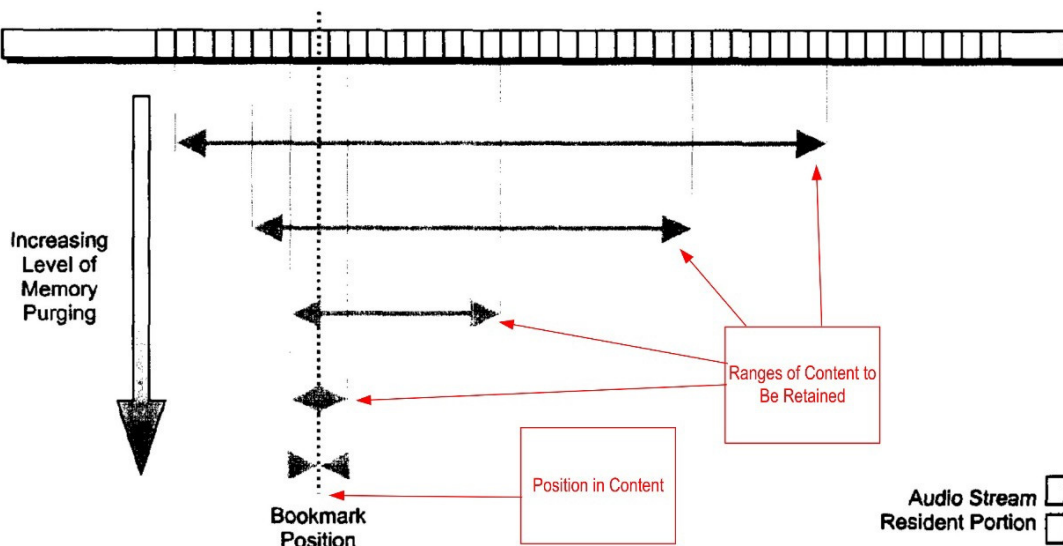 Increasing
Level of
Memory
Purging
Ranges of Content to
Be Retained
Position in Content
Bookmark
Position
Audio Stream
Resident Portion